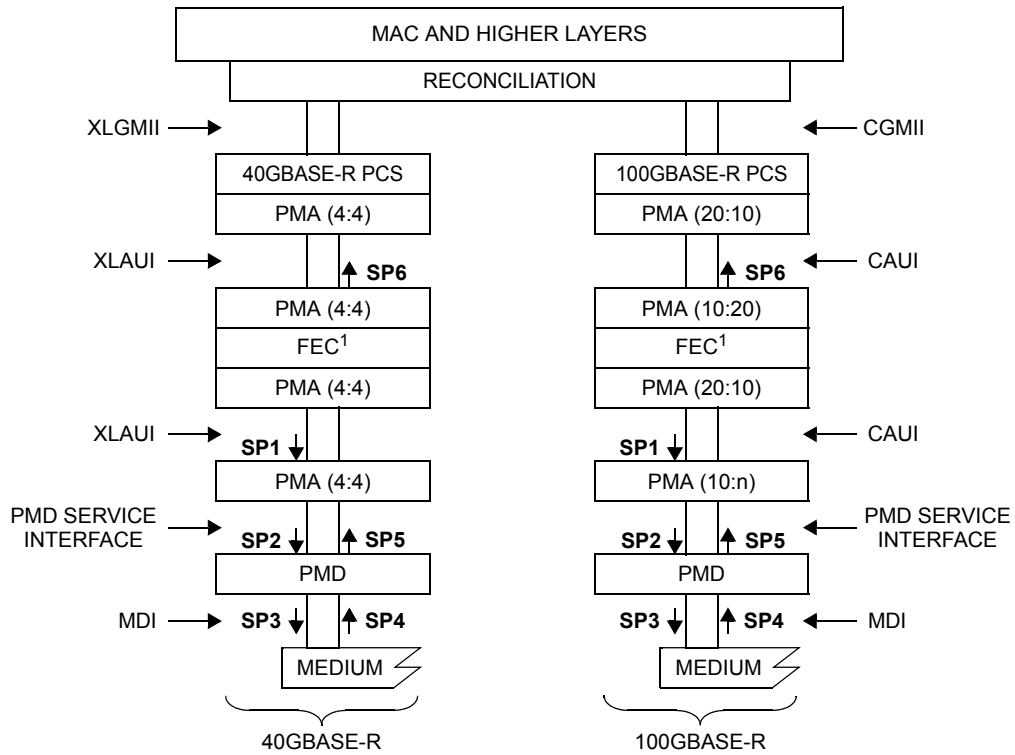 MAC AND HIGHER LAYERS
RECONCILIATION
XLGMII
CGMII
40GBASE-R PCS
100GBASE-R PCS
PMA (4:4)
PMA (20:10)
XLAUI
SP6
SP6
CAUI
PMA (4:4)
PMA (10:20)
FEC1
FEC1
PMA (4:4)
PMA (20:10)
XLAUI
SP1
SP1
CAUI
PMA (4:4)
PMA (10:n)
PMD SERVICE
INTERFACE
SP2
SP5
SP2
SP5
PMD SERVICE
INTERFACE
PMD
PMD
MDI
SP3
SP4
SP3
SP4
MDI
MEDIUM
MEDIUM
40GBASE-R
100GBASE-R